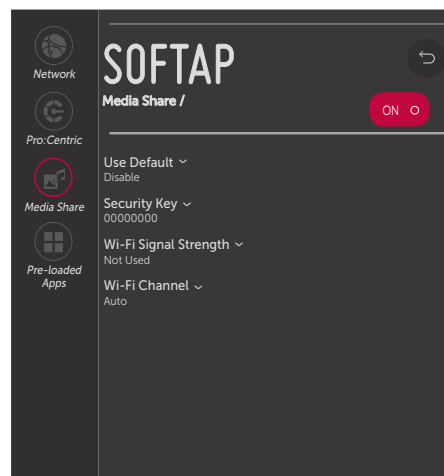 Network
SOFTAP
Media Share /
ON
Pro:Centric
Media Share
Pre-loaded
Apps
Use Default
Disable
Security Key
00000000
Wi-Fi Signal Strength
Not Used
Wi-Fi Channel
Auto